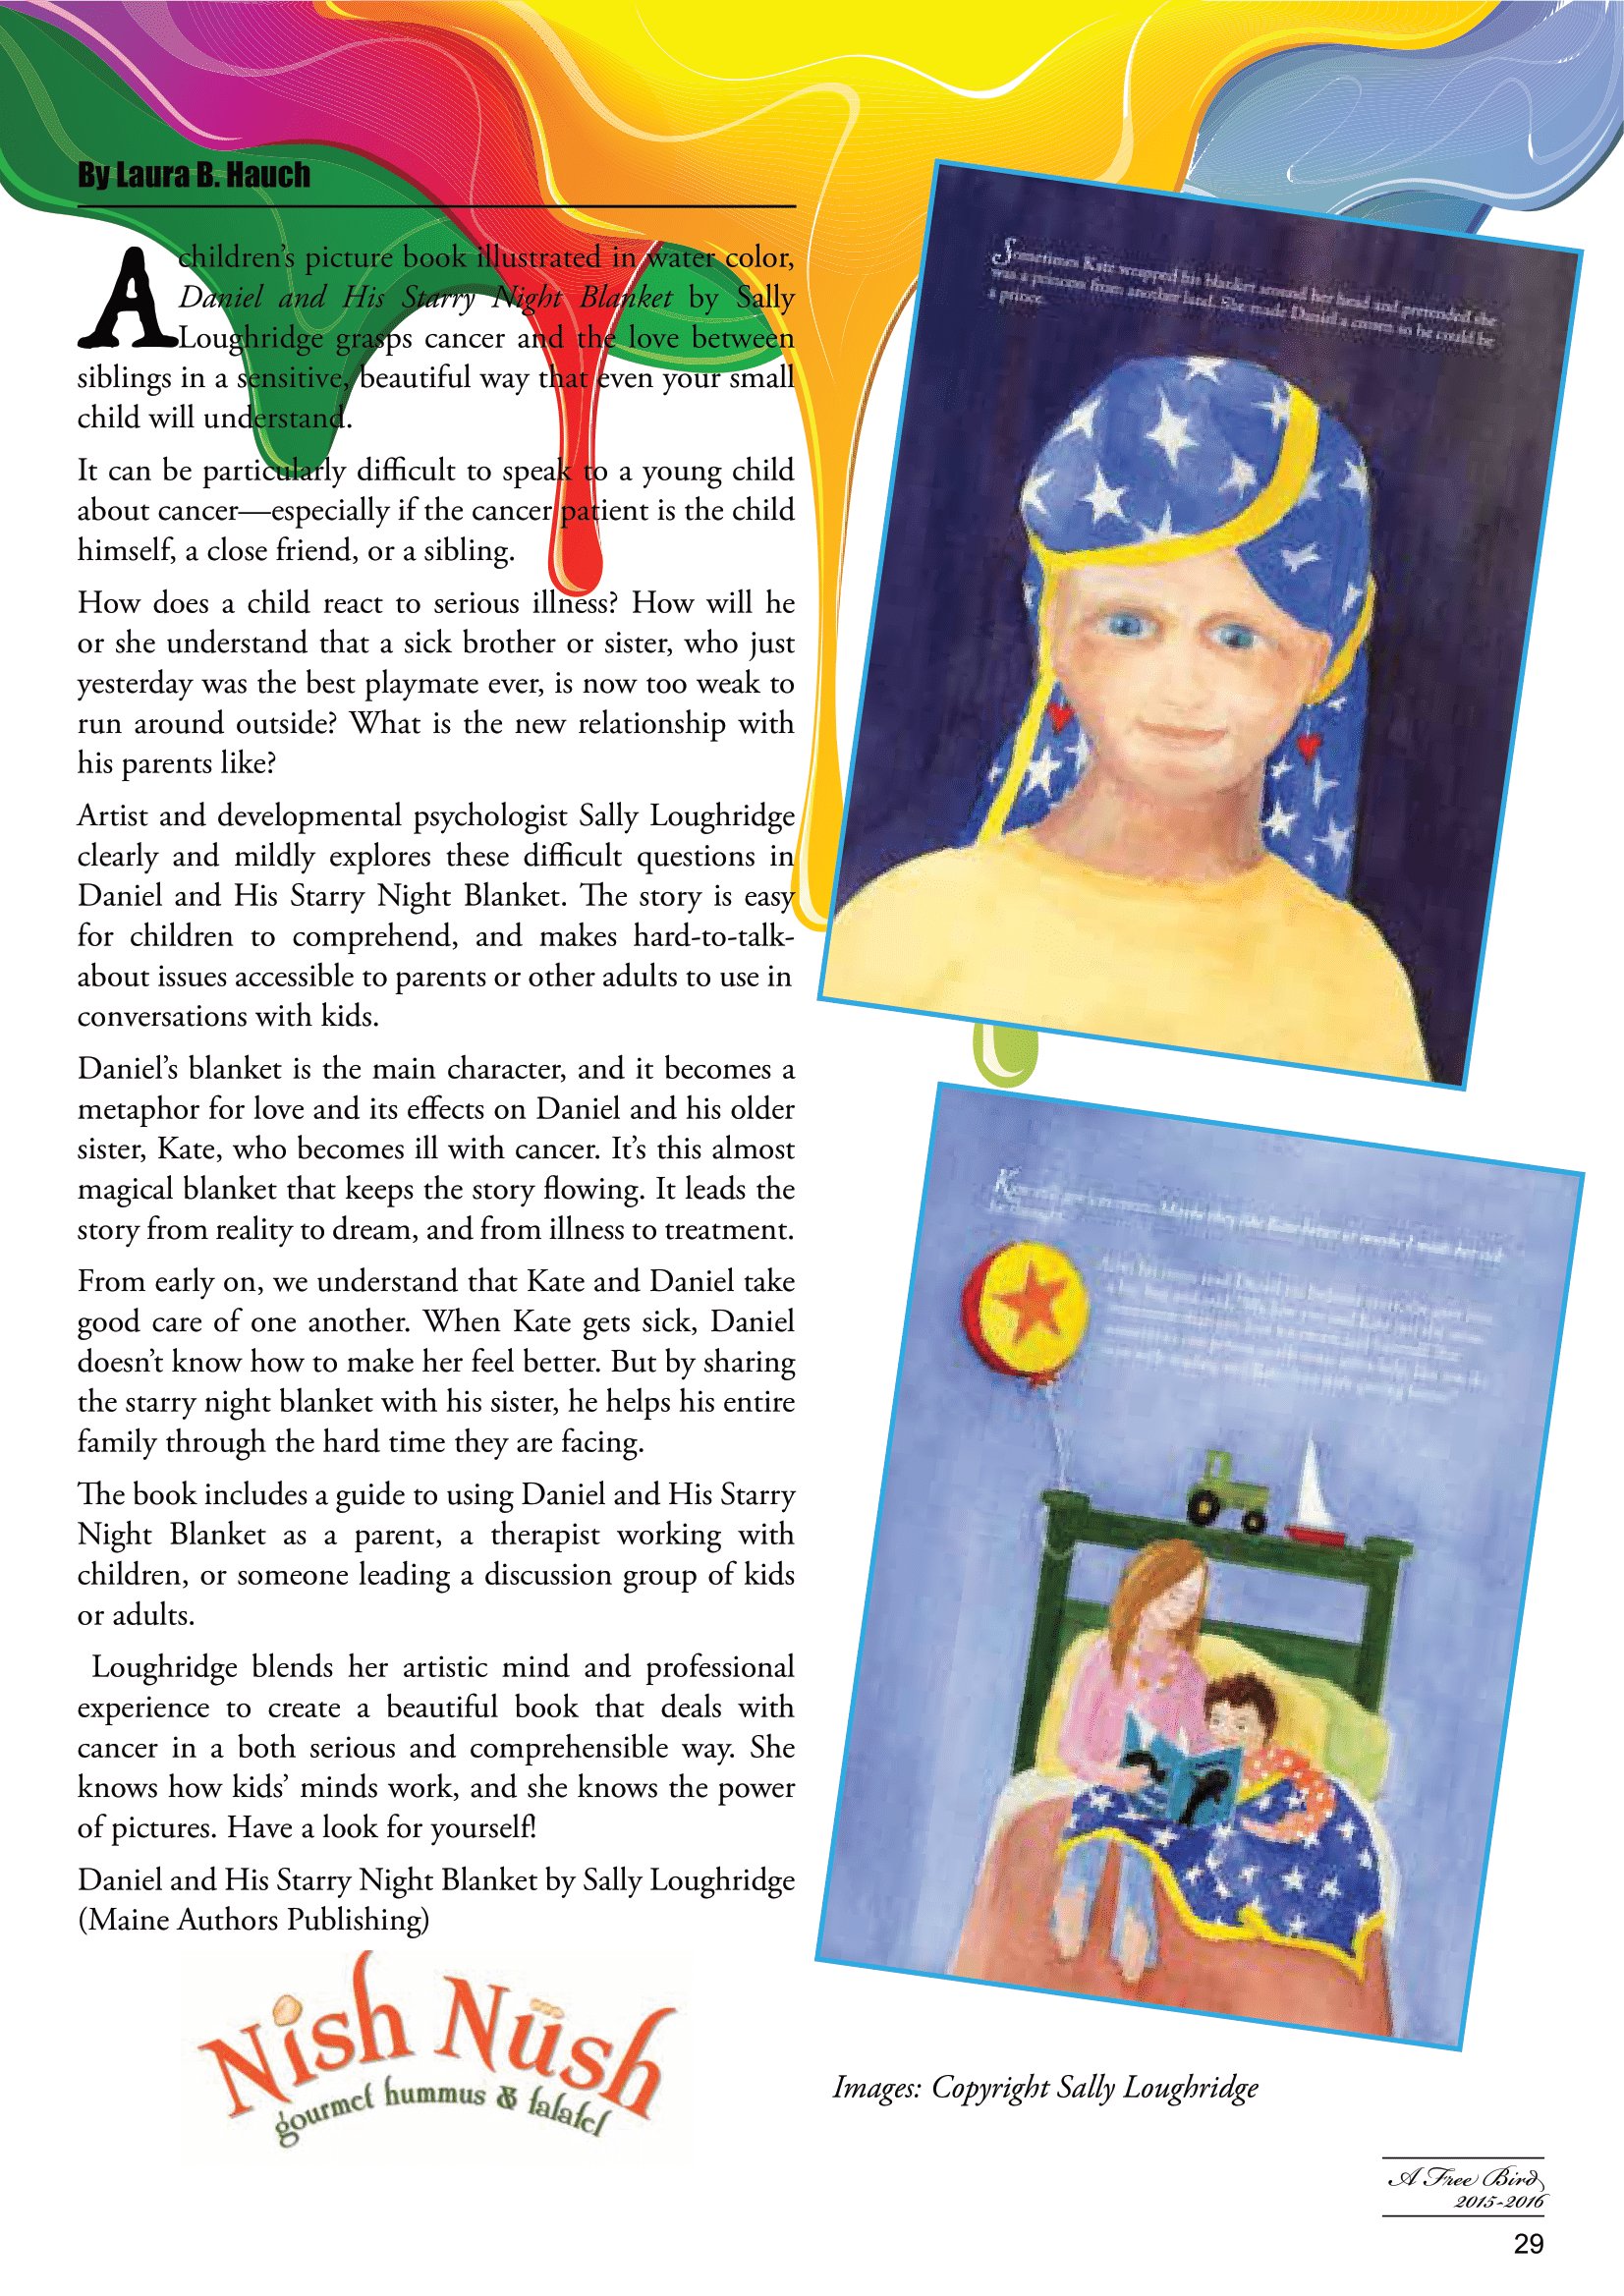 By Laura B. Hauch
A children's picture book illustrated in water color,
Daniel and His Starry Night Blanket by Sally
Loughridge grasps cancer and the love between
siblings in a sensitive, beautiful way that even your small
child will understand.
It can be particularly difficult to speak to a young child
about cancer—especially if the cancer patient is the child
himself, a close friend, or a sibling.
How does a child react to serious illness? How will he
or she understand that a sick brother or sister, who just
yesterday was the best playmate ever, is now too weak to
run around outside? What is the new relationship with
his parents like?
Artist and developmental psychologist Sally Loughridge
clearly and mildly explores these difficult questions in
Daniel and His Starry Night Blanket. The story is easy
for children to comprehend, and makes hard-to-talk-
about issues accessible to parents or other adults to use in
conversations with kids.
Daniel's blanket is the main character, and it becomes a
metaphor for love and its effects on Daniel and his older
sister, Kate, who becomes ill with cancer. It's this almost
magical blanket that keeps the story flowing. It leads the
story from reality to dream, and from illness to treatment.
From early on, we understand that Kate and Daniel take
good care of one another. When Kate gets sick, Daniel
doesn't know how to make her feel better. But by sharing
the starry night blanket with his sister, he helps his entire
family through the hard time they are facing.
The book includes a guide to using Daniel and His Starry
Night Blanket as a parent, a therapist working with
children, or someone leading a discussion group of kids
or adults.
Loughridge blends her artistic mind and professional
experience to create a beautiful book that deals with
cancer in a both serious and comprehensible way. She
knows how kids' minds work, and she knows the power
of pictures. Have a look for yourself!
Daniel and His Starry Night Blanket by Sally Loughridge
(Maine Authors Publishing)
Nish Nüsh
gourmet hummus & falafel
Sometimes Kate wrapped his blanket around her head and pretended she
was a princess from another land. She made Daniel a crown so he could be
a prince.
Images: Copyright Sally Loughridge
A Free Bird
2015-2016
29